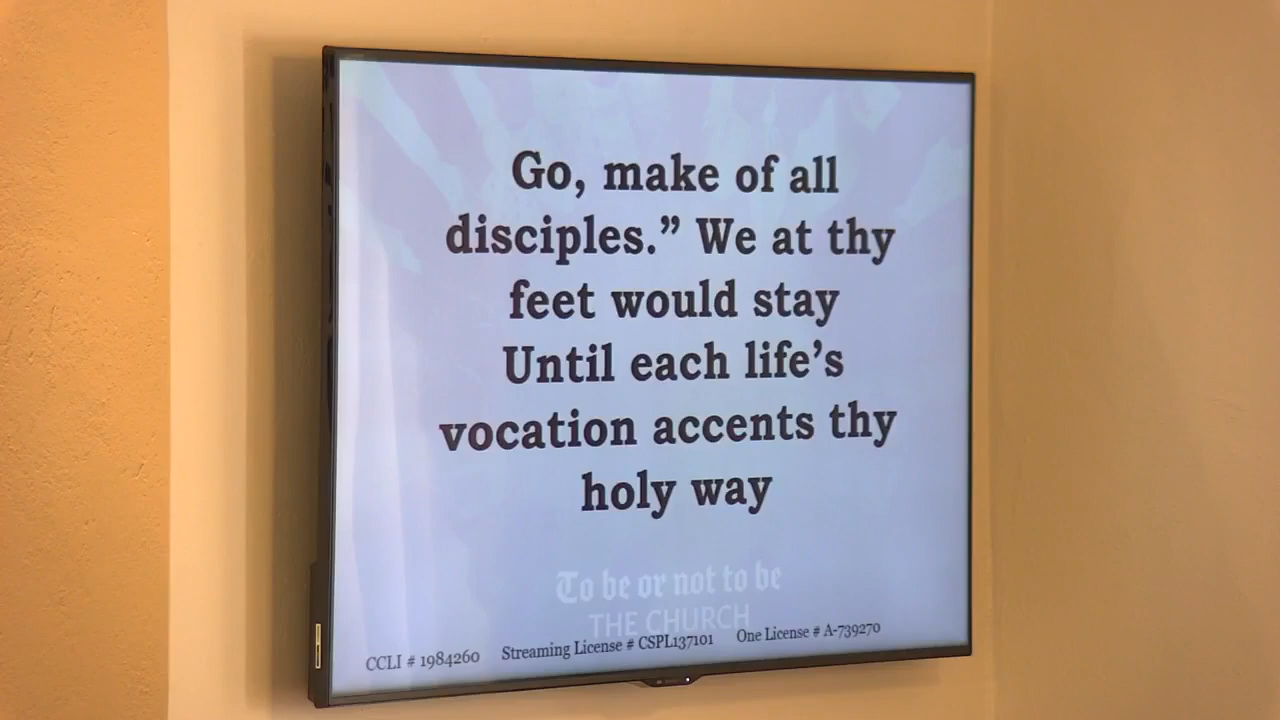 Go, make of all
disciples.” We at thy
feet would stay
Until each life’s
vocation accents thy
holy way
To be or not to be
THE CHURCH
CCLI # 1984260 Streaming License # CSPL137101 One License # A-739270